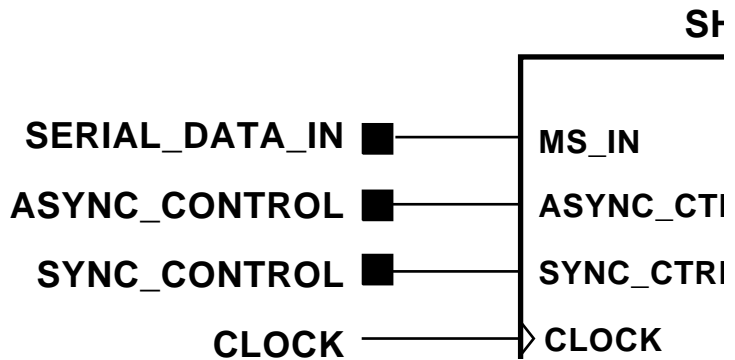 SH
SERIAL_DATA_IN MS_IN
ASYNC_CONTROL ASYNC_CT
SYNC_CONTROL SYNC_CTR
CLOCK CLOCK